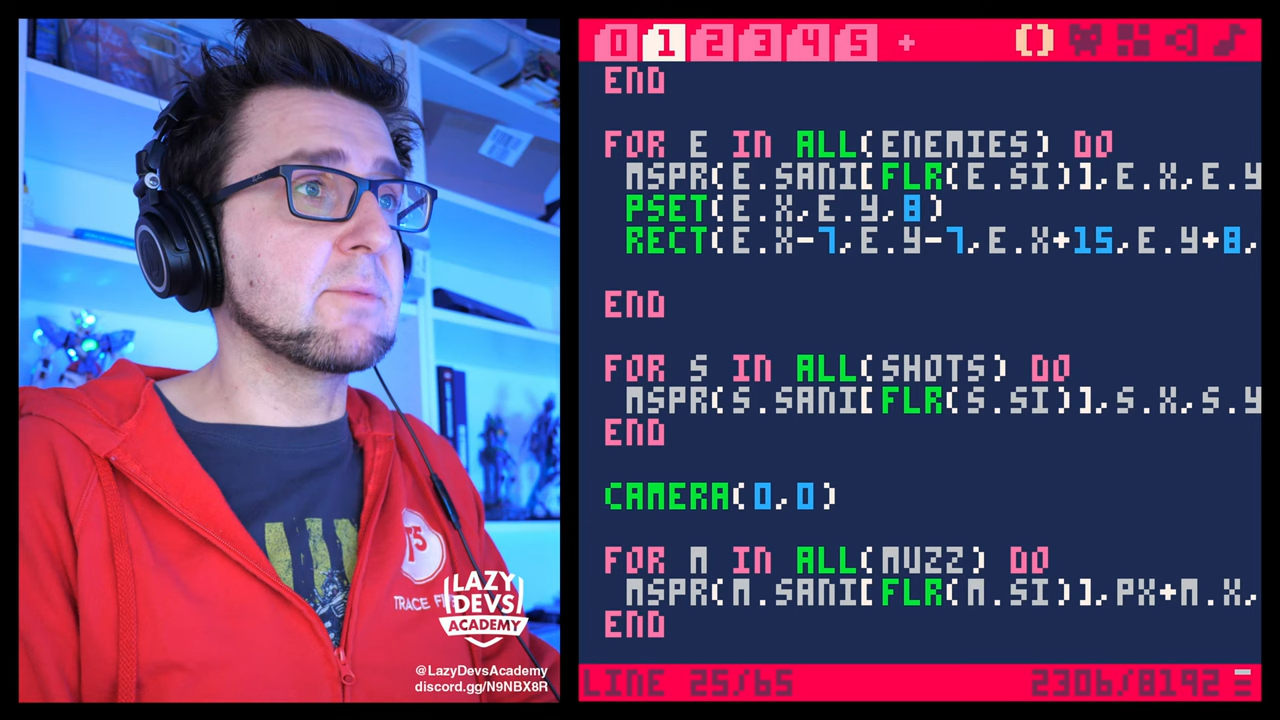 0 1 2 3 4 5 +
END
FOR E IN ALL(ENEMIES) DO
MSPR(E.SANI[FLR(E.SI)],E.X,E.Y
PSET(E.X,E.Y,8)
RECT(E.X-7,E.Y-7,E.X+15,E.Y+8,
END
FOR S IN ALL(SHOTS) DO
MSPR(S.SANI[FLR(S.SI)],S.X,S.Y
END
CAMERA(0,0)
FOR M IN ALL(MUZZ) DO
MSPR(M.SANI[FLR(M.SI)],PX+M.X,
END
LINE 25/65
2306/8192
T5
TRACE
LAZY
DEVS
ACADEMY
@LazyDevsAcademy
discord.gg/N9NBX8R